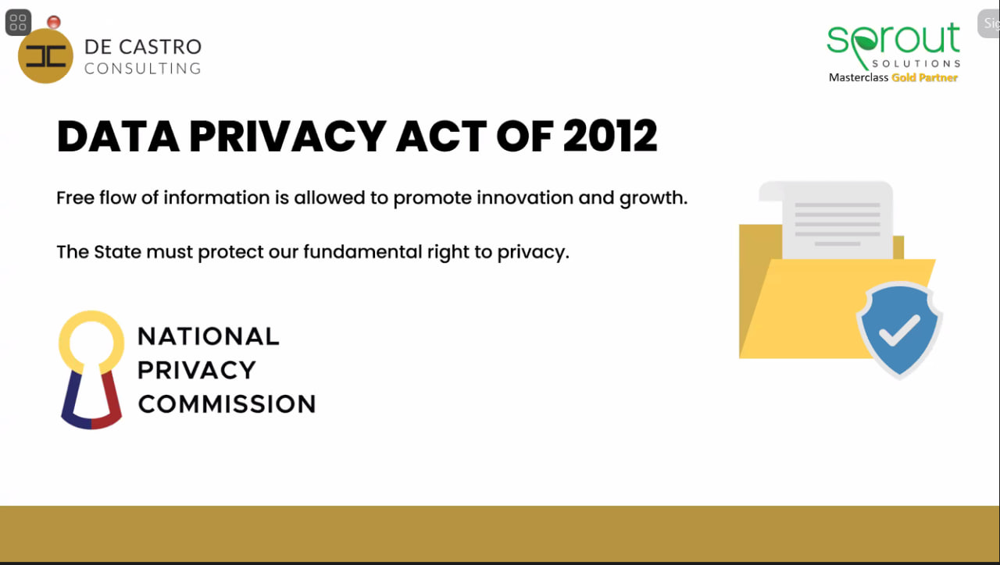 DE CASTRO
CONSULTING
sprout
SOLUTIONS
Masterclass Gold Partner
Sig
DATA PRIVACY ACT OF 2012
Free flow of information is allowed to promote innovation and growth.
The State must protect our fundamental right to privacy.
NATIONAL
PRIVACY
COMMISSION